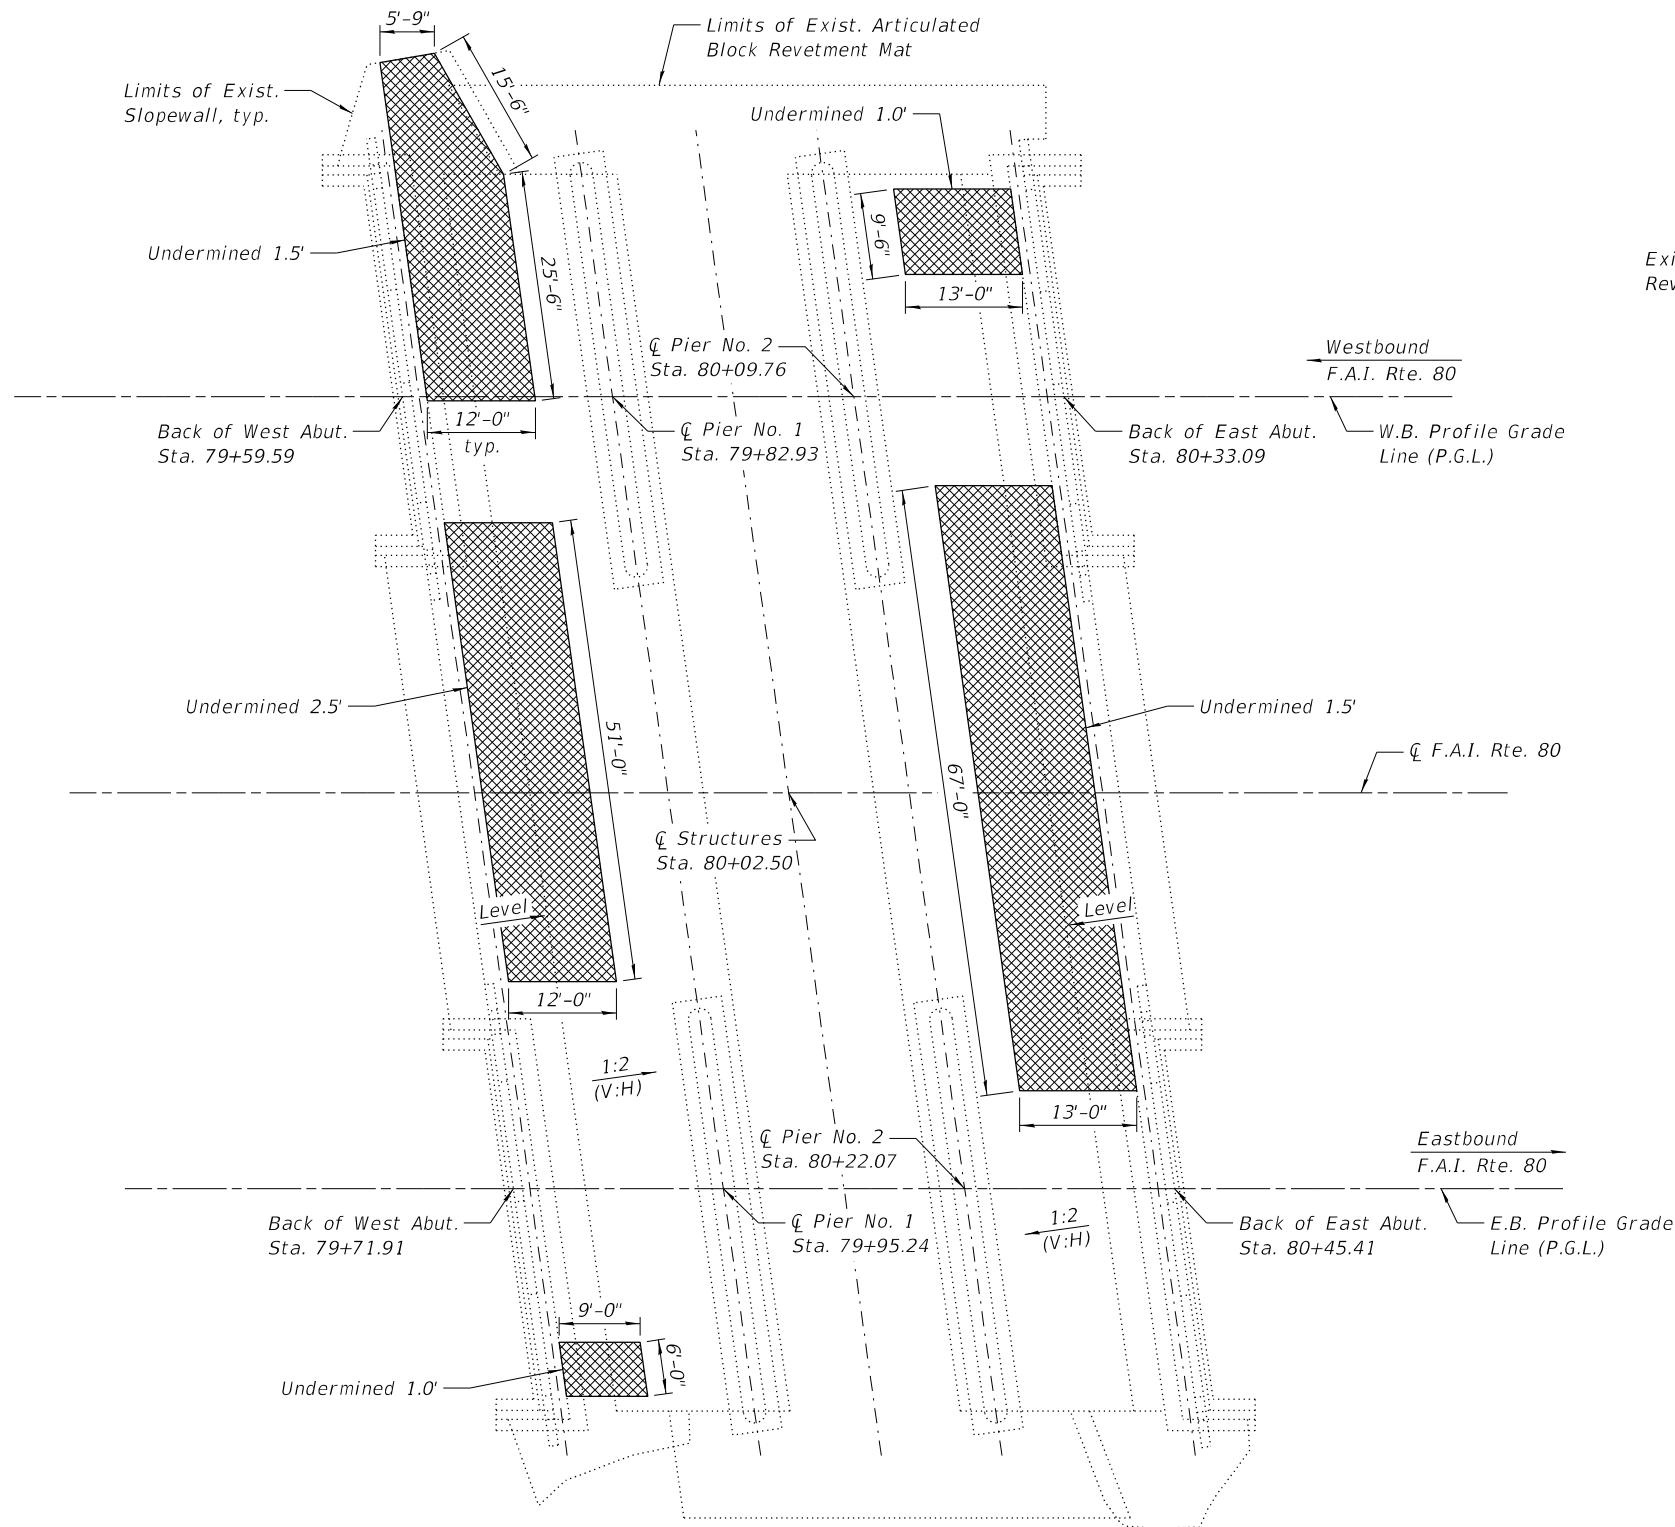 5'-9"
Limits of Exist. Articulated
Block Revetment Mat
15'-6"
Limits of Exist.
Slopewall, typ.
Undermined 1.0'
9'-6"
Undermined 1.5'
25'-6"
13'-0"
℄ Pier No. 2
Sta. 80+09.76
Westbound
F.A.I. Rte. 80
12'-0"
typ.
Back of West Abut.
Sta. 79+59.59
℄ Pier No. 1
Sta. 79+82.93
Back of East Abut.
Sta. 80+33.09
W.B. Profile Grade
Line (P.G.L.)
Undermined 2.5'
51'-0"
67'-0"
Undermined 1.5'
℄ F.A.I. Rte. 80
℄ Structures
Sta. 80+02.50
Level
Level
12'-0"
1:2
(V:H)
13'-0"
℄ Pier No. 2
Sta. 80+22.07
Eastbound
F.A.I. Rte. 80
Back of West Abut.
Sta. 79+71.91
℄ Pier No. 1
Sta. 79+95.24
1:2
(V:H)
Back of East Abut.
Sta. 80+45.41
E.B. Profile Grade
Line (P.G.L.)
9'-0"
6'-0"
Undermined 1.0'